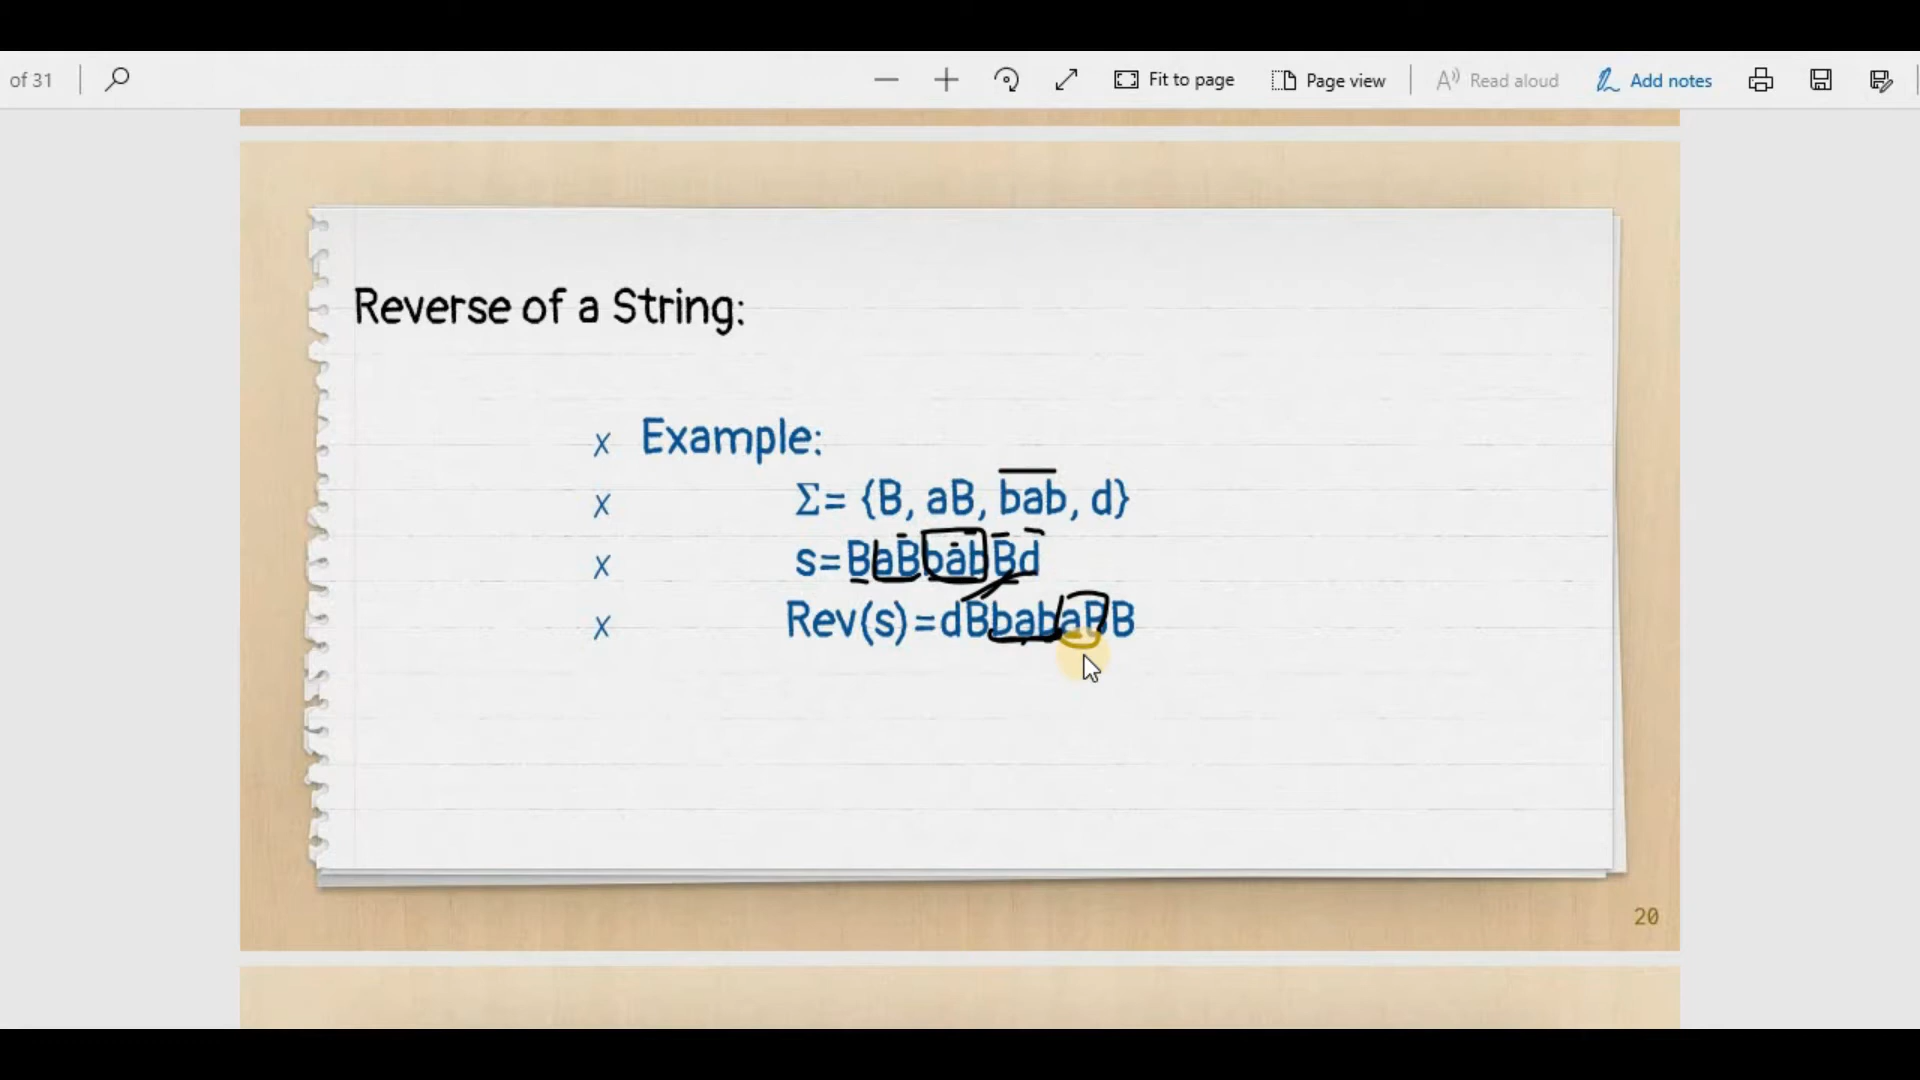 of 31 Fit to page Page view Read aloud Add notes
Reverse of a String:
x Example:
x Σ= {B, aB, bab, d}
x s=BaBbabBd
x Rev(s)=dBbabaBB
20